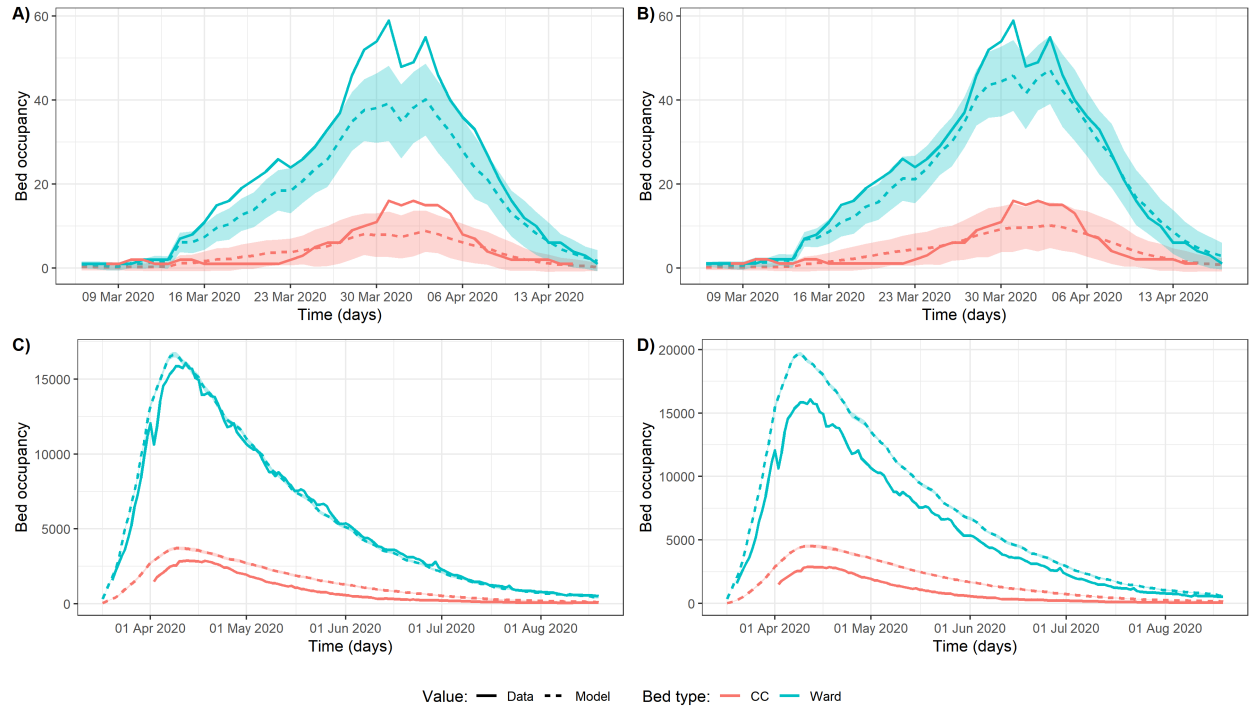 A)
60
40
20
0
Bed occupancy
09 Mar 2020 16 Mar 2020 23 Mar 2020 30 Mar 2020 06 Apr 2020 13 Apr 2020
Time (days)
B)
60
40
20
0
Bed occupancy
09 Mar 2020 16 Mar 2020 23 Mar 2020 30 Mar 2020 06 Apr 2020 13 Apr 2020
Time (days)
C)
15000
10000
5000
0
Bed occupancy
01 Apr 2020 01 May 2020 01 Jun 2020 01 Jul 2020 01 Aug 2020
Time (days)
D)
20000
15000
10000
5000
0
Bed occupancy
01 Apr 2020 01 May 2020 01 Jun 2020 01 Jul 2020 01 Aug 2020
Time (days)
Value: Data Model Bed type: CC Ward